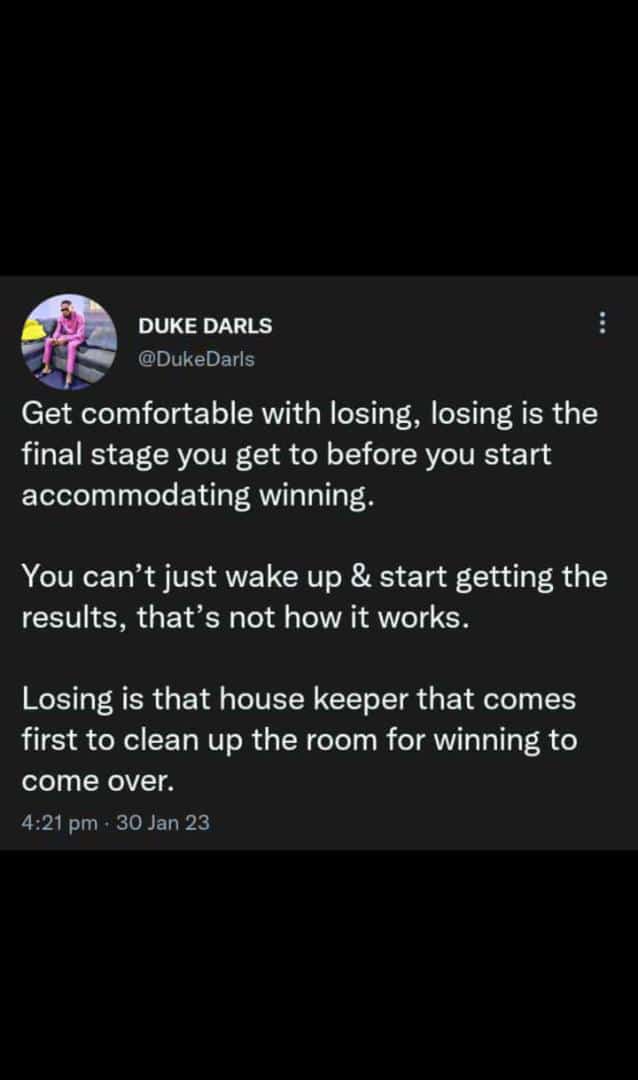 DUKE DARLS
@DukeDarls
Get comfortable with losing, losing is the
final stage you get to before you start
accommodating winning.
You can’t just wake up & start getting the
results, that’s not how it works.
Losing is that house keeper that comes
first to clean up the room for winning to
come over.
4:21 pm · 30 Jan 23